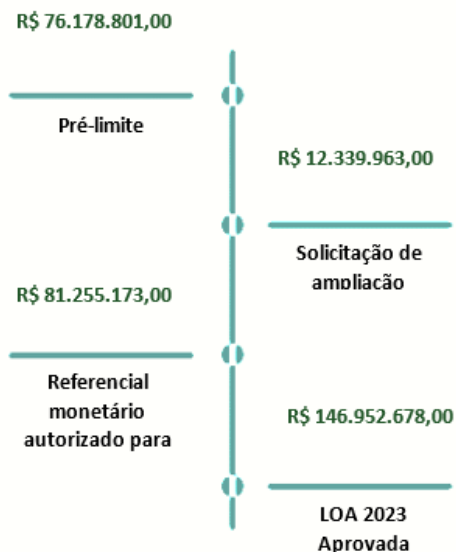 R$ 76.178.801,00
Pré-limite
R$ 12.339.963,00
Solicitação de
ampliação
R$ 81.255.173,00
Referencial
monetário
autorizado para
R$ 146.952.678,00
LOA 2023
Aprovada